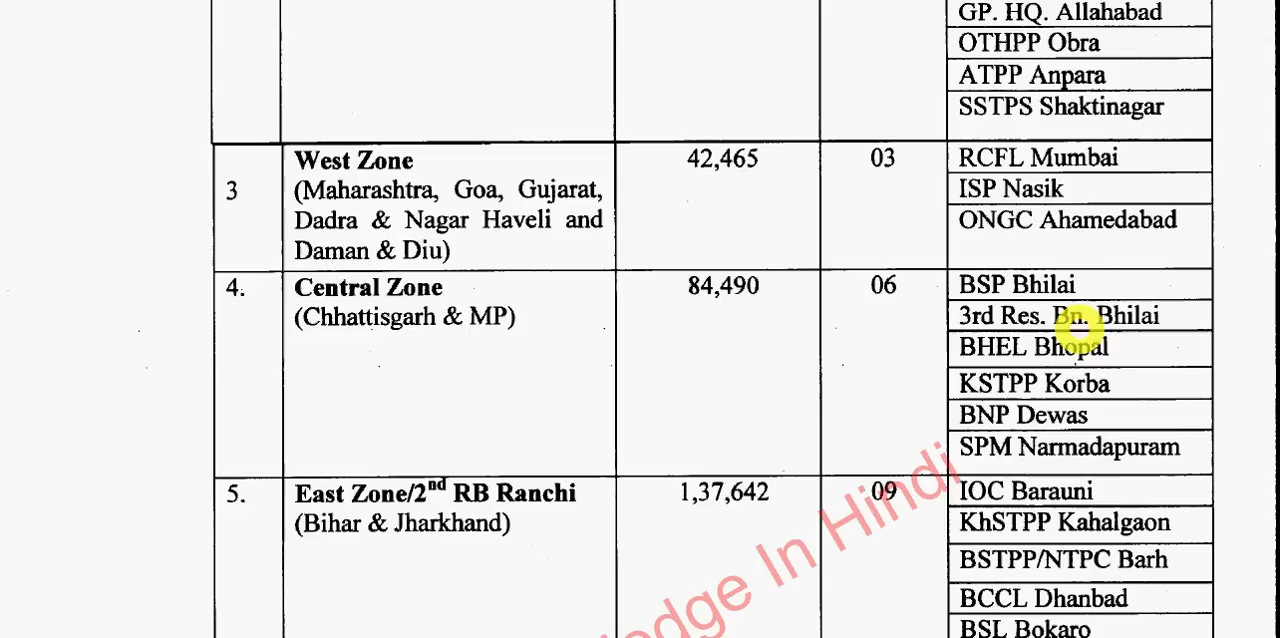 GP. HQ. Allahabad
OTHPP Obra
ATPP Anpara
SSTPS Shaktinagar
3
West Zone
(Maharashtra, Goa, Gujarat,
Dadra & Nagar Haveli and
Daman & Diu)
42,465
03
RCFL Mumbai
ISP Nasik
ONGC Ahamedabad
4.
Central Zone
(Chhattisgarh & MP)
84,490
06
BSP Bhilai
3rd Res. Bn. Bhilai
BHEL Bhopal
KSTPP Korba
BNP Dewas
SPM Narmadapuram
5.
East Zone/2nd RB Ranchi
(Bihar & Jharkhand)
1,37,642
09
IOC Barauni
KhSTPP Kahalgaon
BSTPP/NTPC Barh
BCCL Dhanbad
BSL Bokaro
In Hindi